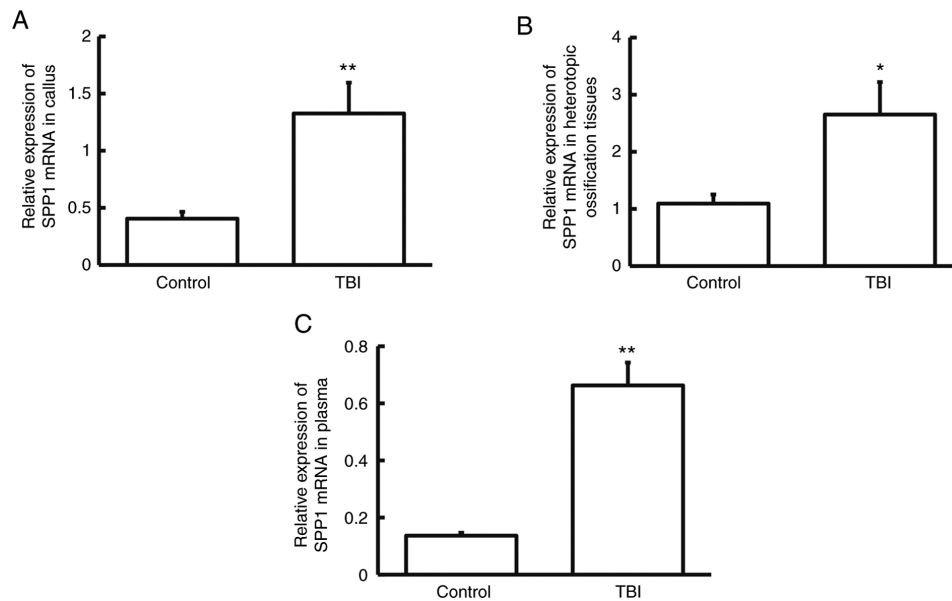 A
Relative expression of
SPP1 mRNA in callus
2
1.5
1
0.5
0
**
Control
TBI
B
Relative expression of
SPP1 mRNA in heterotopic
ossification tissues
4
3
2
1
0
*
Control
TBI
C
Relative expression of
SPP1 mRNA in plasma
0.8
0.6
0.4
0.2
0
**
Control
TBI